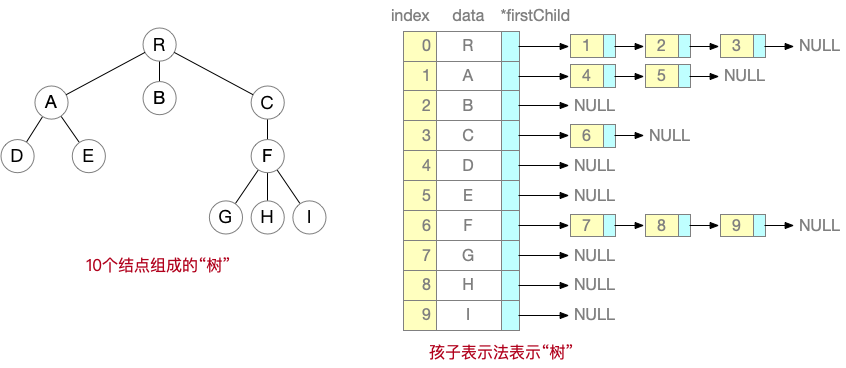 R
A
B
C
D
E
F
G
H
I
10个结点组成的“树”
index data *firstChild
0 R 1 2 3 NULL
1 A 4 5 NULL
2 B NULL
3 C 6 NULL
4 D NULL
5 E NULL
6 F 7 8 9 NULL
7 G NULL
8 H NULL
9 I NULL
孩子表示法表示“树”